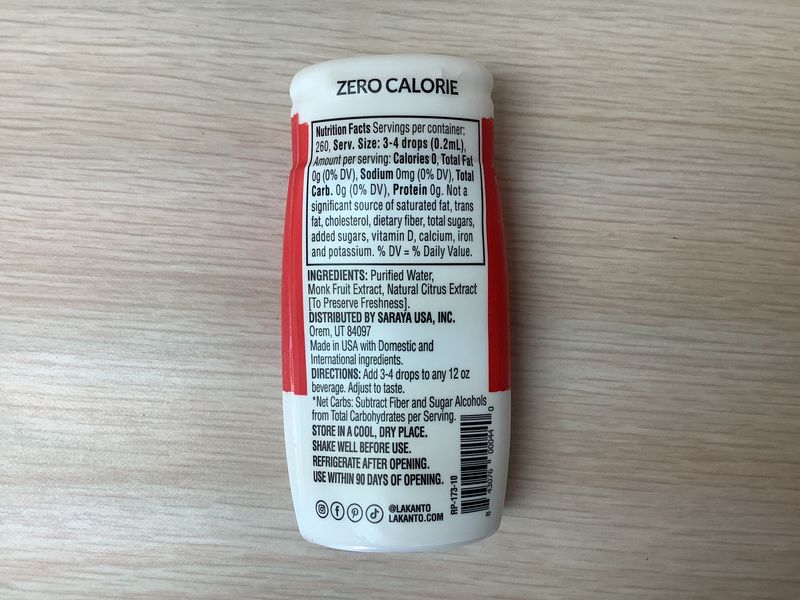 ZERO CALORIE
Nutrition Facts Servings per container:
260, Serv. Size: 3-4 drops (0.2mL),
Amount per serving: Calories 0, Total Fat
0g (0% DV), Sodium 0mg (0% DV), Total
Carb. 0g (0% DV), Protein 0g. Not a
significant source of saturated fat, trans
fat, cholesterol, dietary fiber, total sugars,
added sugars, vitamin D, calcium, iron
and potassium. % DV = % Daily Value.
INGREDIENTS: Purified Water,
Monk Fruit Extract, Natural Citrus Extract
[To Preserve Freshness].
DISTRIBUTED BY SARAYA USA, INC.
Orem, UT 84097
Made in USA with Domestic and
International ingredients.
DIRECTIONS: Add 3-4 drops to any 12 oz
beverage. Adjust to taste.
*Net Carbs: Subtract Fiber and Sugar Alcohols
from Total Carbohydrates per Serving.
STORE IN A COOL, DRY PLACE.
SHAKE WELL BEFORE USE.
REFRIGERATE AFTER OPENING.
USE WITHIN 90 DAYS OF OPENING.
@LAKANTO
LAKANTO.COM
RP-173-10
8 43076 00044 0